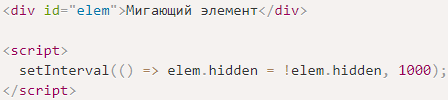 <div id="elem">Мигающий элемент</div>

<script>
  setInterval(() => elem.hidden = !elem.hidden, 1000);
</script>